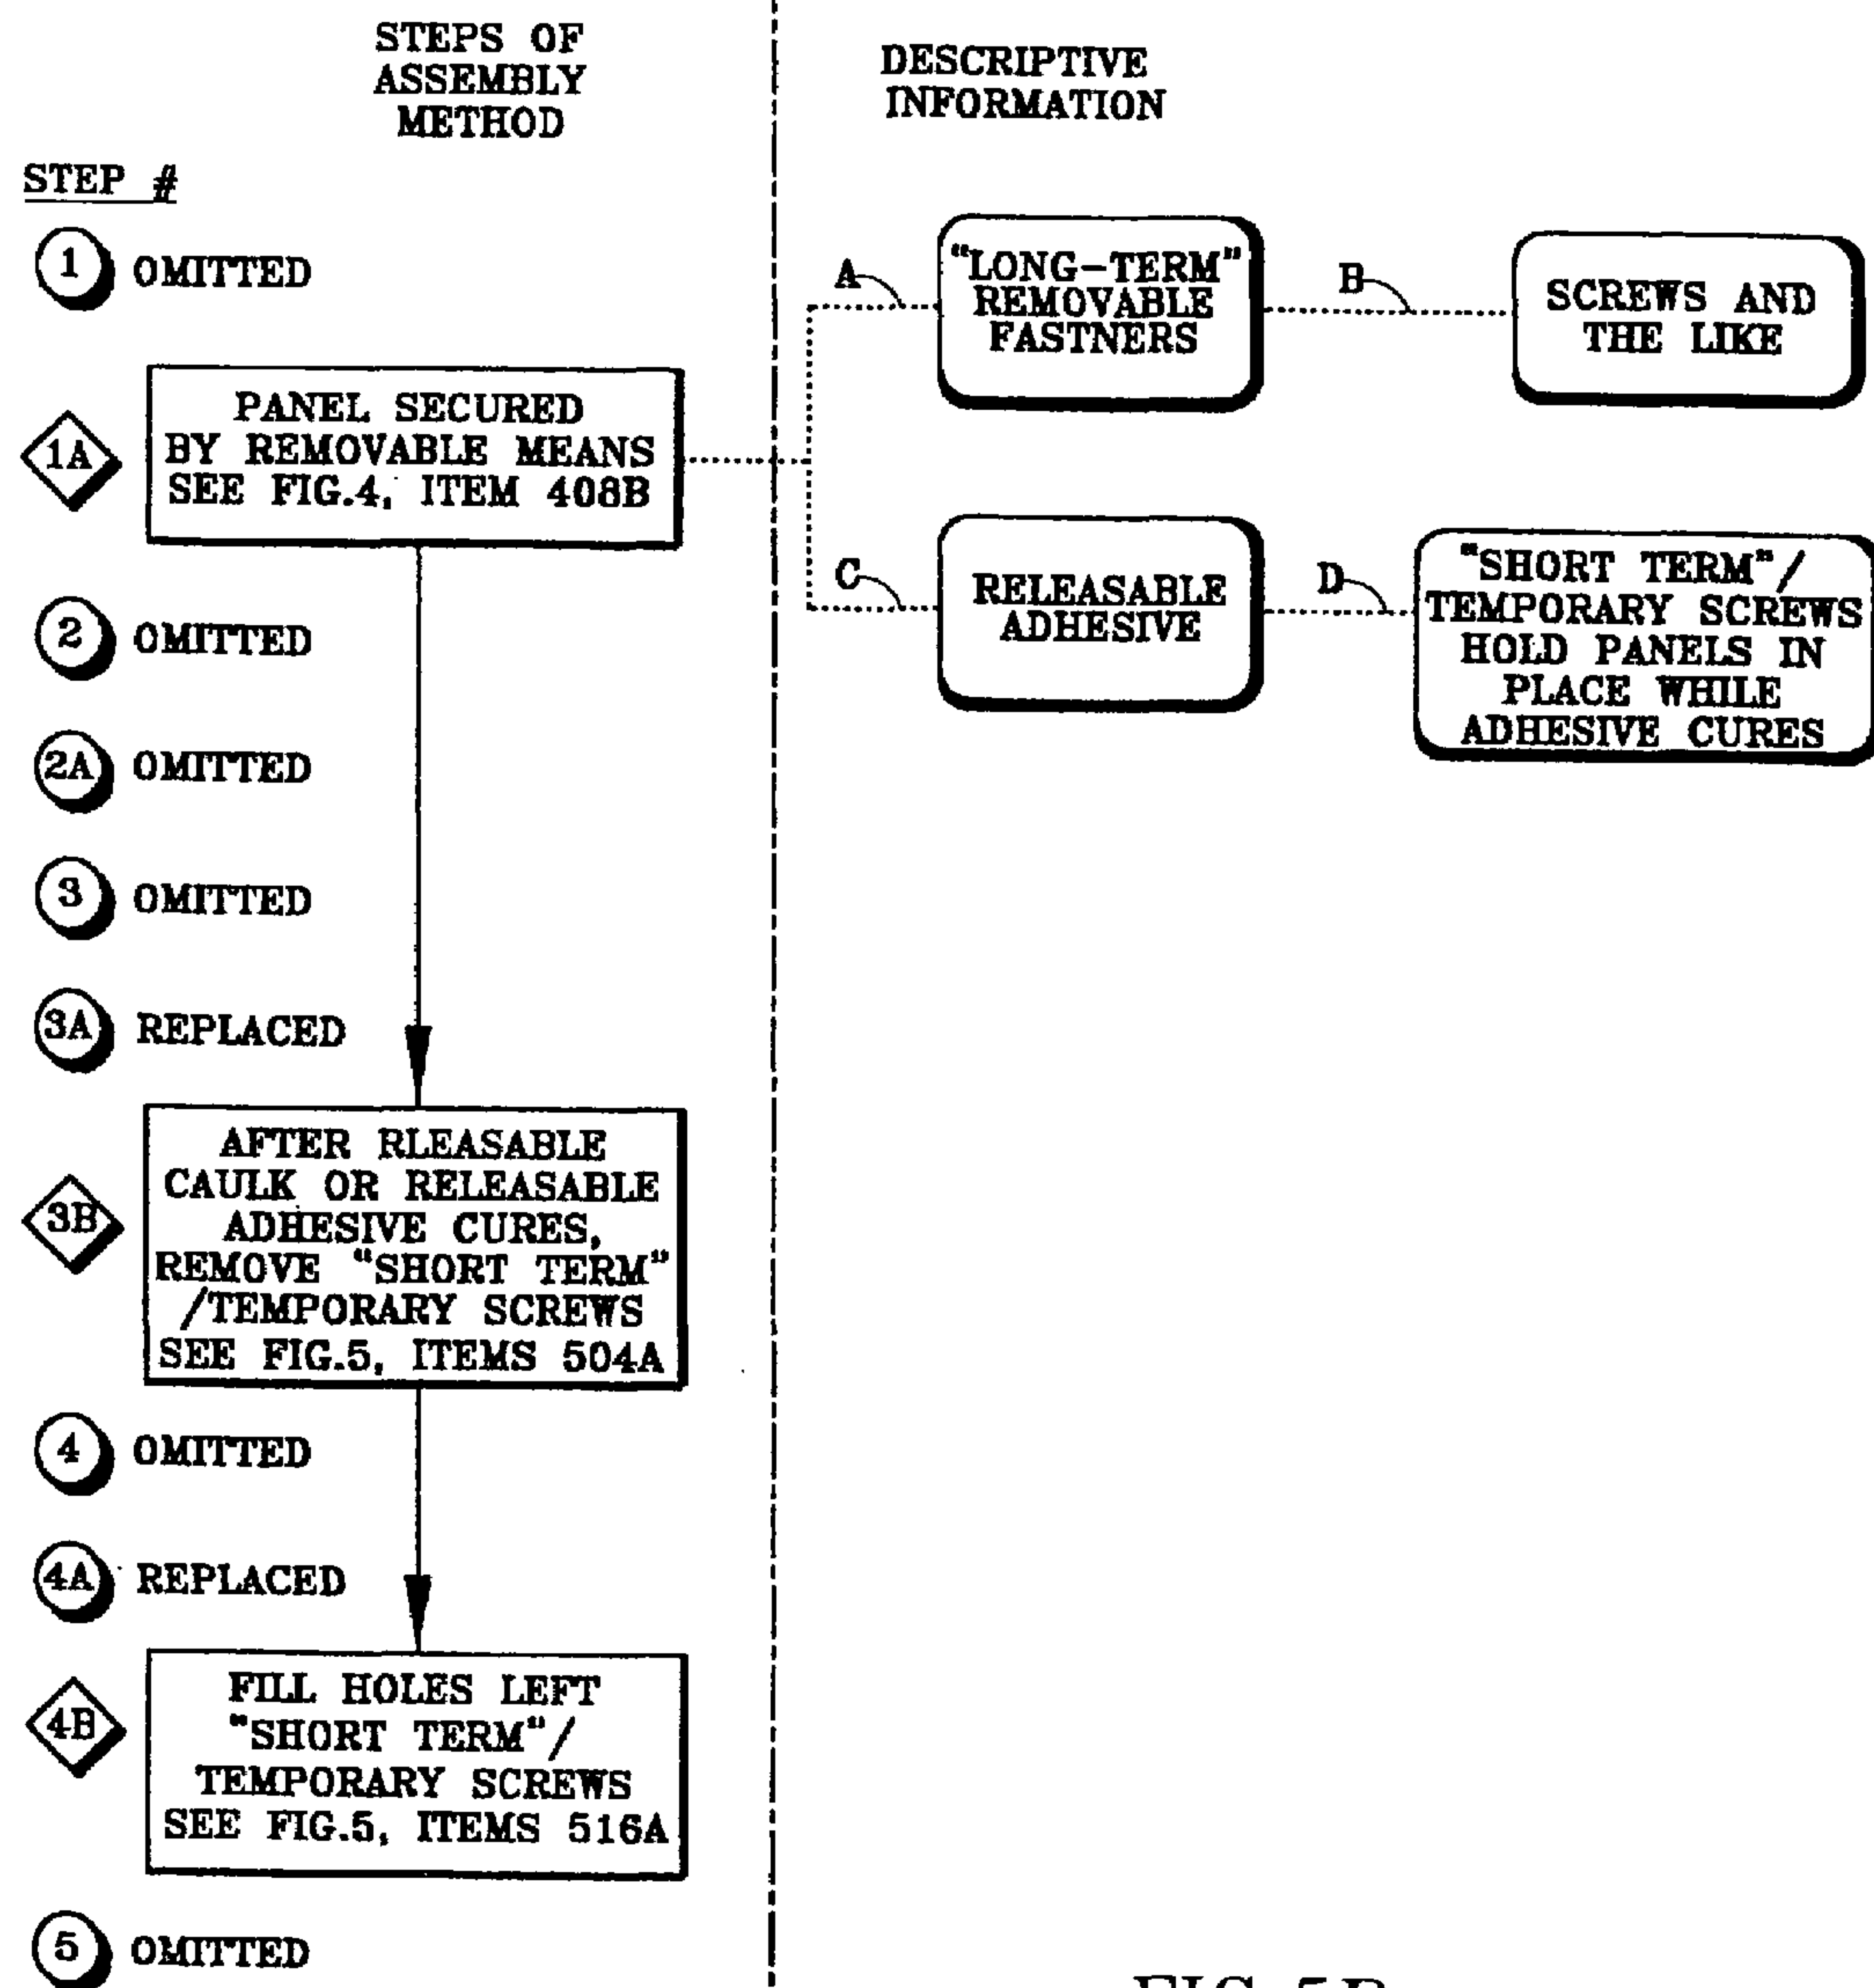 STEPS OF
ASSEMBLY
METHOD
DESCRIPTIVE
INFORMATION
STEP #
1 OMITTED
1A
PANEL SECURED
BY REMOVABLE MEANS
SEE FIG.4, ITEM 408B
A
"LONG-TERM"
REMOVABLE
FASTNERS
B
SCREWS AND
THE LIKE
C
RELEASABLE
ADHESIVE
D
"SHORT TERM"/
TEMPORARY SCREWS
HOLD PANELS IN
PLACE WHILE
ADHESIVE CURES
2 OMITTED
2A OMITTED
3 OMITTED
3A REPLACED
3B
AFTER RLEASABLE
CAULK OR RELEASABLE
ADHESIVE CURES,
REMOVE "SHORT TERM"
/TEMPORARY SCREWS
SEE FIG.5, ITEMS 504A
4 OMITTED
4A REPLACED
4B
FILL HOLES LEFT
"SHORT TERM"/
TEMPORARY SCREWS
SEE FIG.5, ITEMS 516A
5 OMITTED
FIG. 5B